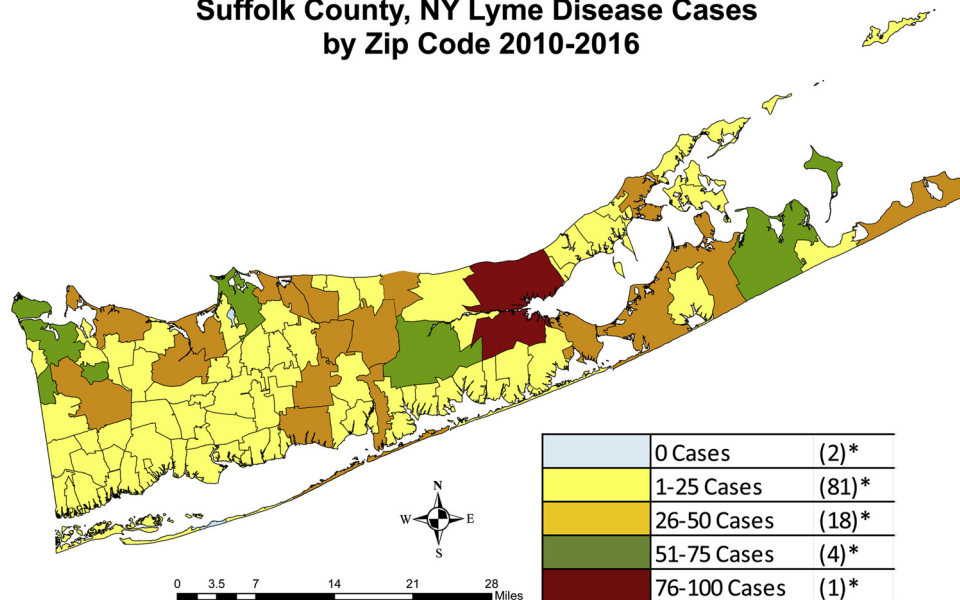 Suffolk County, NY Lyme Disease Cases
by Zip Code 2010-2016
0 Cases (2)*
1-25 Cases (81)*
26-50 Cases (18)*
51-75 Cases (4)*
76-100 Cases (1)*
N
W E
S
0 3.5 7 14 21 28
Miles